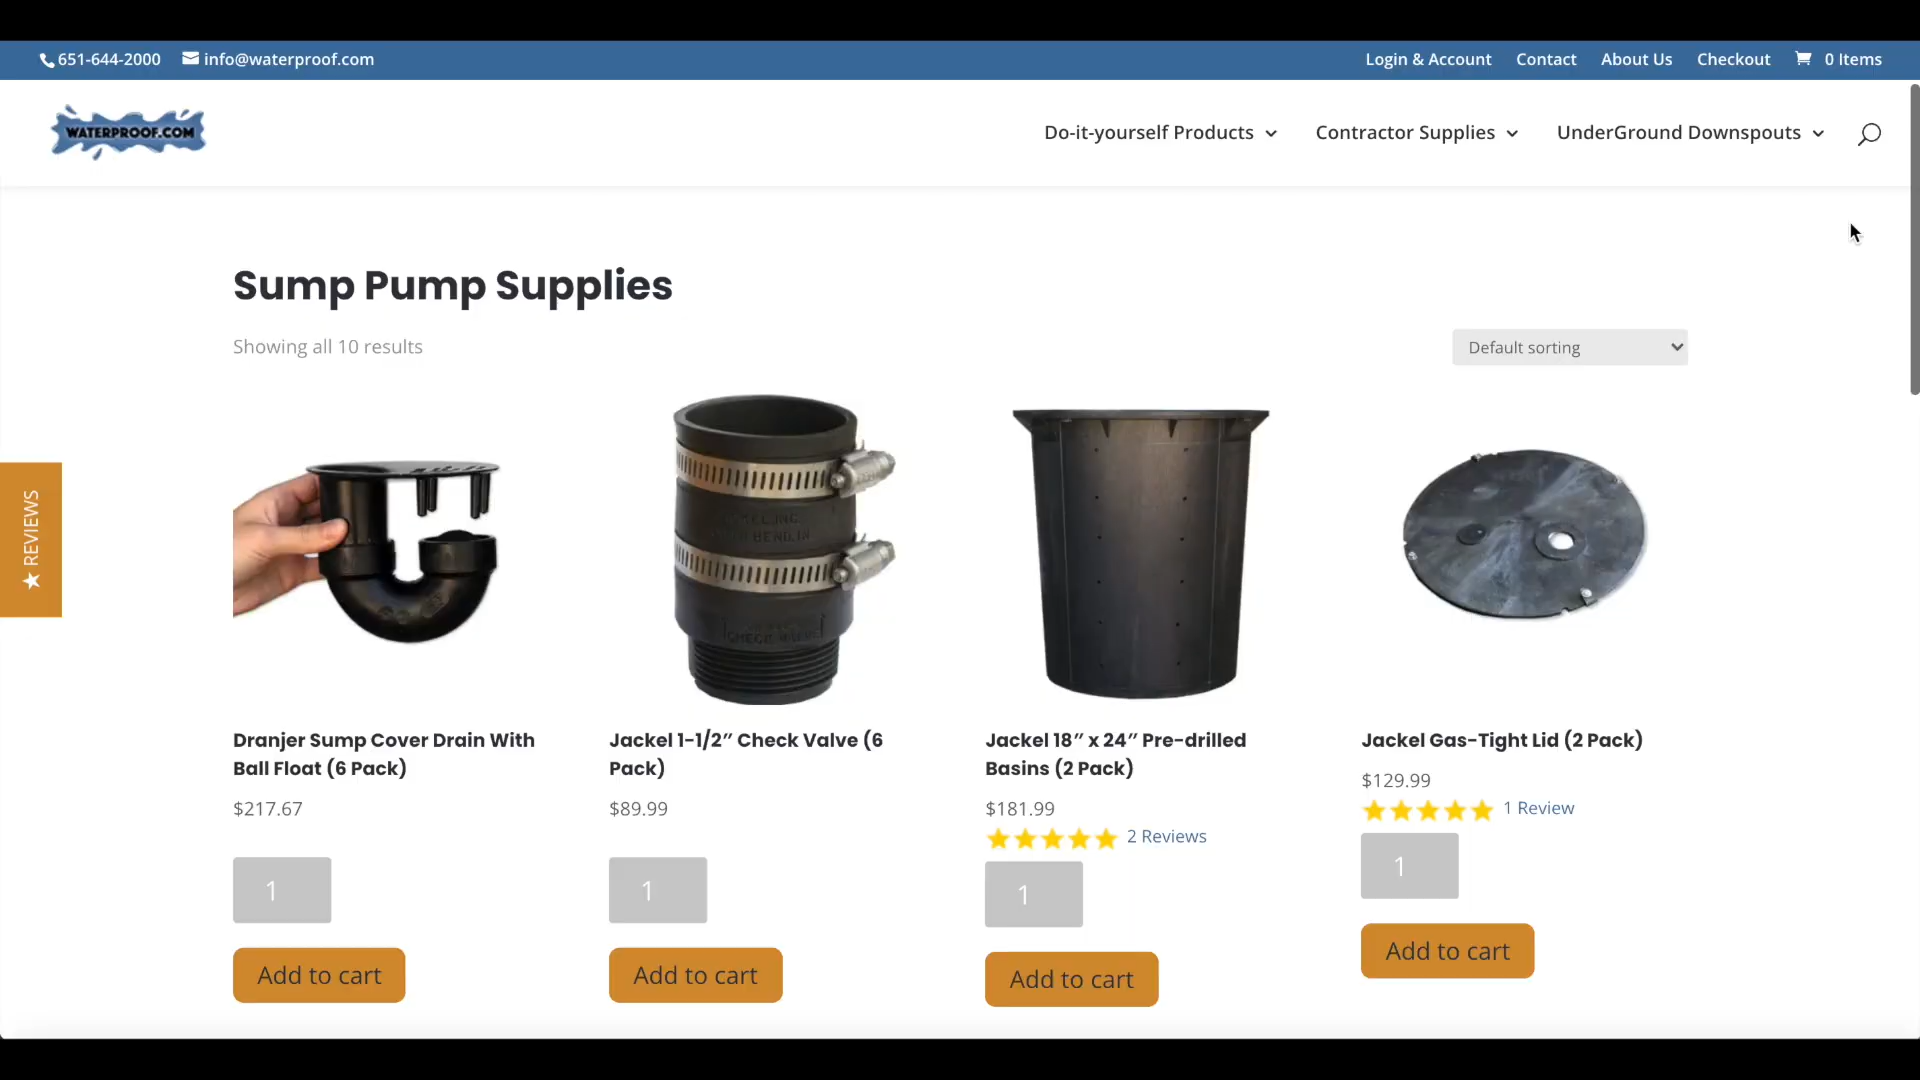 651-644-2000 info@waterproof.com Login & Account Contact About Us Checkout 0 Items
WATERPROOF.COM Do-it-yourself Products Contractor Supplies UnderGround Downspouts
Sump Pump Supplies
Showing all 10 results Default sorting
★ REVIEWS
CHECK VALVE
Dranjer Sump Cover Drain With
Ball Float (6 Pack)
$217.67
1
Add to cart
Jackel 1-1/2″ Check Valve (6
Pack)
$89.99
1
Add to cart
Jackel 18″ x 24″ Pre-drilled
Basins (2 Pack)
$181.99
2 Reviews
1
Add to cart
Jackel Gas-Tight Lid (2 Pack)
$129.99
1 Review
1
Add to cart